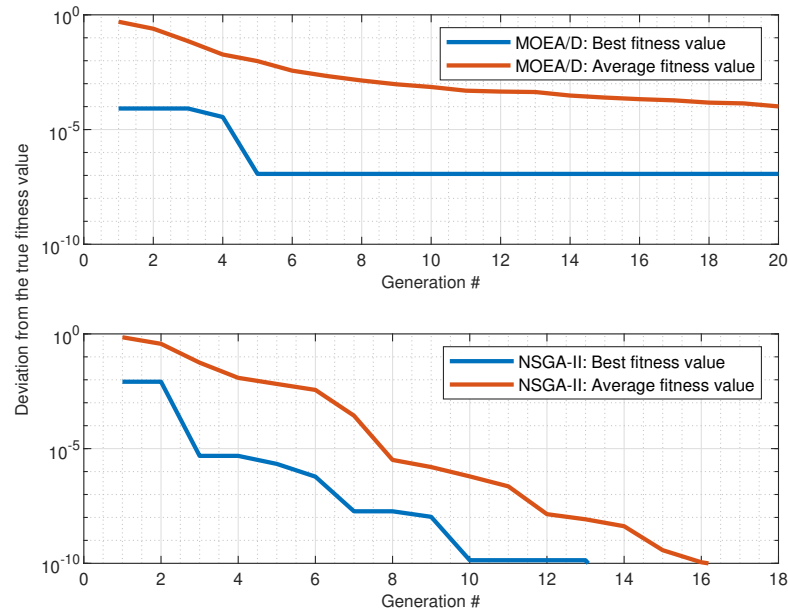 Deviation from the true fitness value
10^0
10^-5
10^-10
MOEA/D: Best fitness value
MOEA/D: Average fitness value
0 2 4 6 8 10 12 14 16 18 20
Generation #
10^0
10^-5
10^-10
NSGA-II: Best fitness value
NSGA-II: Average fitness value
0 2 4 6 8 10 12 14 16 18
Generation #